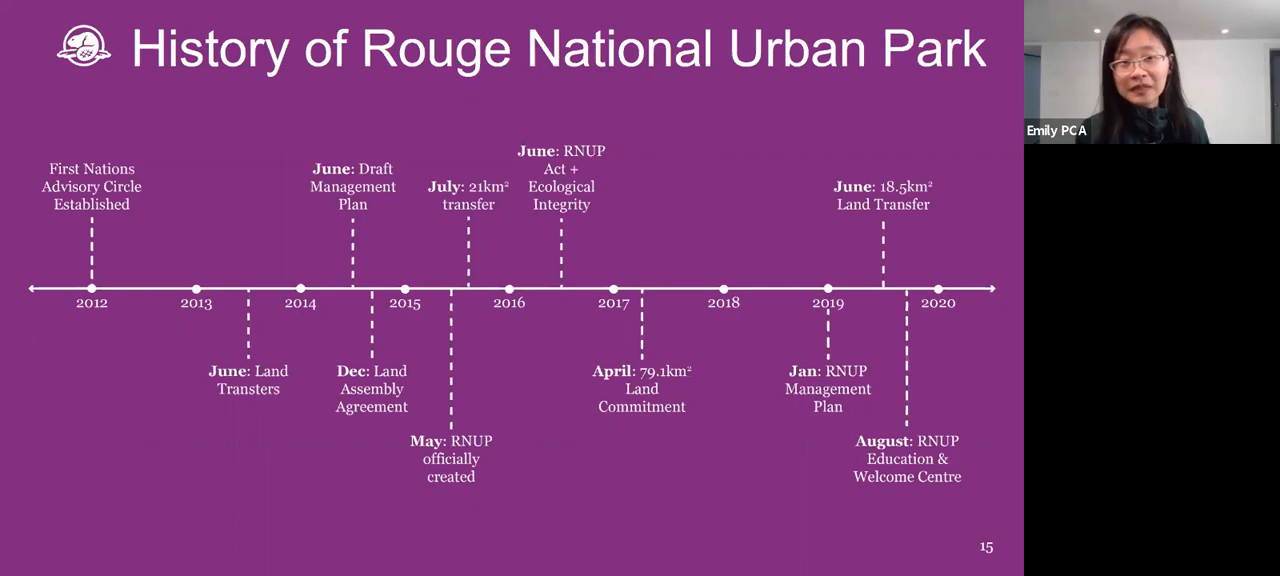 History of Rouge National Urban Park
Emily PCA
First Nations
Advisory Circle
Established
June: Draft
Management
Plan
July: 21km²
transfer
June: RNUP
Act +
Ecological
Integrity
June: 18.5km²
Land Transfer
2012
2013
2014
2015
2016
2017
2018
2019
2020
June: Land
Transters
Dec: Land
Assembly
Agreement
May: RNUP
officially
created
April: 79.1km²
Land
Commitment
Jan: RNUP
Management
Plan
August: RNUP
Education &
Welcome Centre
15